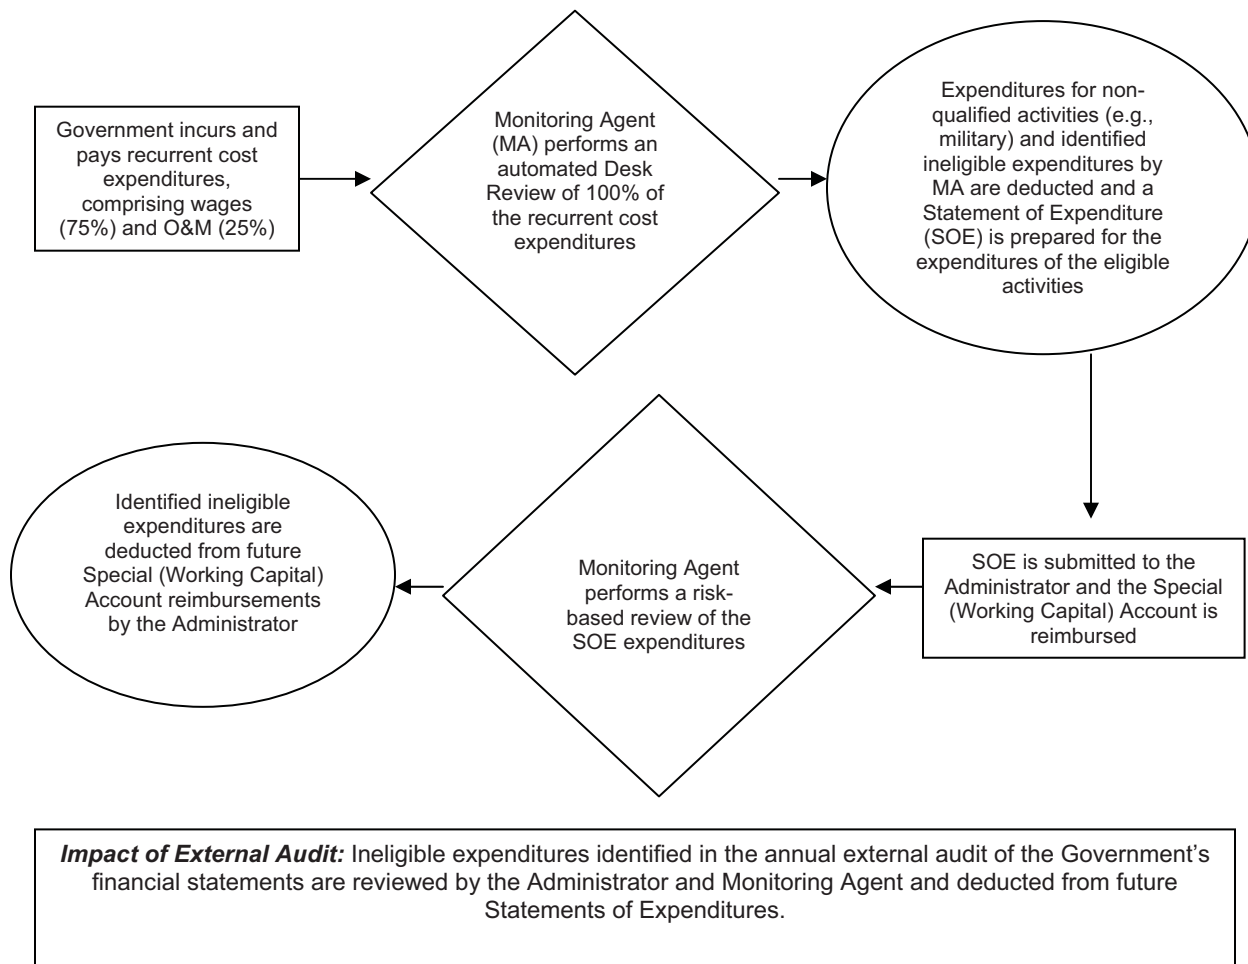 Government incurs and
pays recurrent cost
expenditures,
comprising wages
(75%) and O&M (25%)
Monitoring Agent
(MA) performs an
automated Desk
Review of 100% of
the recurrent cost
expenditures
Expenditures for non-
qualified activities (e.g.,
military) and identified
ineligible expenditures by
MA are deducted and a
Statement of Expenditure
(SOE) is prepared for the
expenditures of the eligible
activities
SOE is submitted to the
Administrator and the Special
(Working Capital) Account is
reimbursed
Monitoring Agent
performs a risk-
based review of the
SOE expenditures
Identified ineligible
expenditures are
deducted from future
Special (Working Capital)
Account reimbursements
by the Administrator
Impact of External Audit: Ineligible expenditures identified in the annual external audit of the Government’s
financial statements are reviewed by the Administrator and Monitoring Agent and deducted from future
Statements of Expenditures.